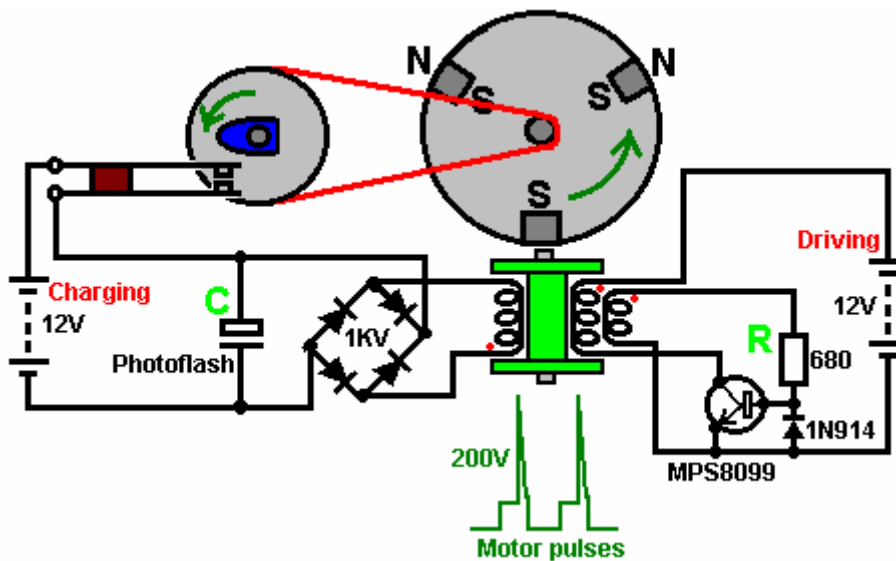 N
S
N
S
S
Charging
12V
C
Photoflash
1KV
Driving
12V
R
680
1N914
MPS8099
200V
Motor pulses